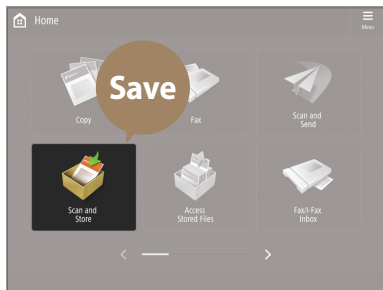 Home
Menu
Save
Copy
Fax
Scan and
Send
Scan and
Store
Access
Stored Files
Fax/I-Fax
Inbox